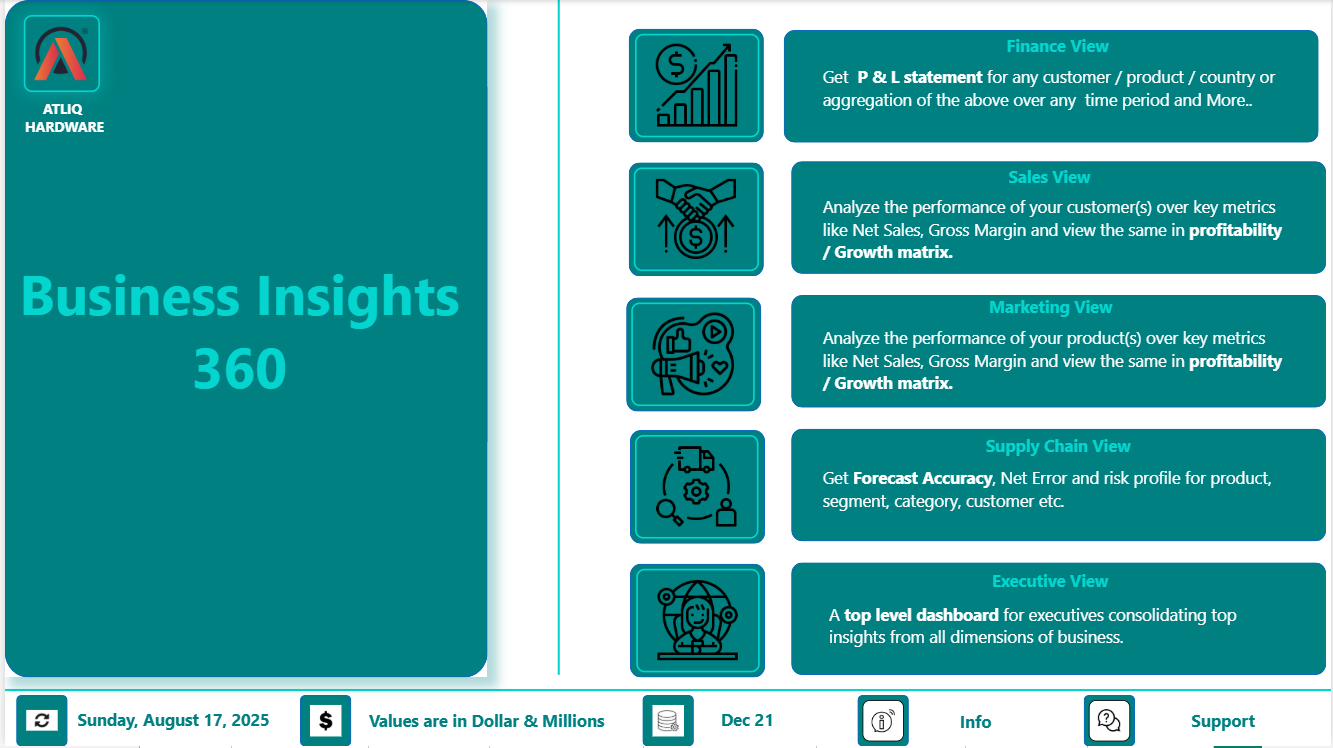 ATLIQ
HARDWARE
Business Insights
360
Finance View
Get P & L statement for any customer / product / country or
aggregation of the above over any time period and More..
Sales View
Analyze the performance of your customer(s) over key metrics
like Net Sales, Gross Margin and view the same in profitability
/ Growth matrix.
Marketing View
Analyze the performance of your product(s) over key metrics
like Net Sales, Gross Margin and view the same in profitability
/ Growth matrix.
Supply Chain View
Get Forecast Accuracy, Net Error and risk profile for product,
segment, category, customer etc.
Executive View
A top level dashboard for executives consolidating top
insights from all dimensions of business.
Sunday, August 17, 2025
Values are in Dollar & Millions
Dec 21
Info
Support